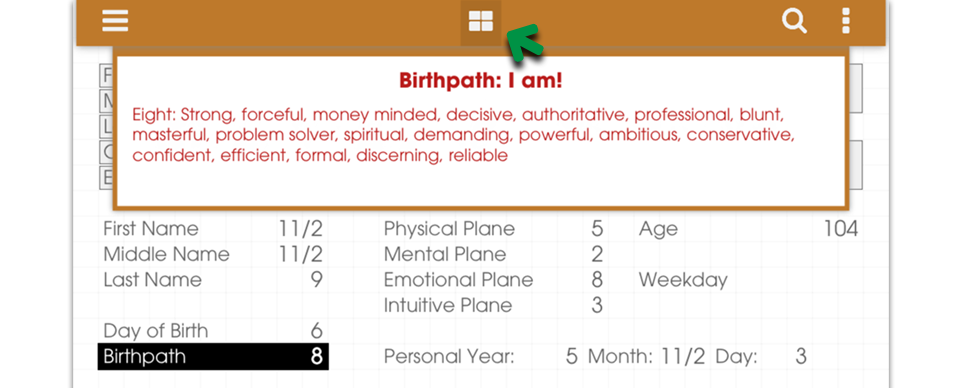 Birthpath: I am!
Eight: Strong, forceful, money minded, decisive, authoritative, professional, blunt,
masterful, problem solver, spiritual, demanding, powerful, ambitious, conservative,
confident, efficient, formal, discerning, reliable
F
M
L
C
E
First Name 11/2 Physical Plane 5 Age 104
Middle Name 11/2 Mental Plane 2
Last Name 9 Emotional Plane 8 Weekday
Intuitive Plane 3
Day of Birth 6
Birthpath 8 Personal Year: 5 Month: 11/2 Day: 3